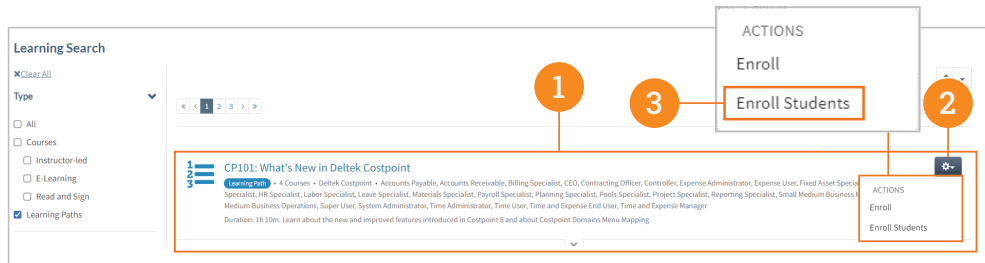 ACTIONS
Enroll
Enroll Students
Learning Search
✖Clear All
Type
« < 1 2 3 > »
All
Courses
Instructor-led
E-Learning
Read and Sign
Learning Paths
1
2
3
1
2
3
CP101: What's New in Deltek Costpoint
Learning Path • 4 Courses • Deltek Costpoint • Accounts Payable, Accounts Receivable, Billing Specialist, CEO, Contracting Officer, Controller, Expense Administrator, Expense User, Fixed Asset
Specialist, HR Specialist, Labor Specialist, Leave Specialist, Materials Specialist, Payroll Specialist, Planning Specialist, Pools Specialist, Project Specialist, Reporting Specialist, Small Medium Business
Medium Business Operations, Super User, System Administrator, Time Administrator, Time User, Time and Expense End User, Time and Expense Manager
Duration: 1h 10m. Learn about the new and improved features introduced in Costpoint 8 and about Costpoint Domains Menu Mapping.
ACTIONS
Enroll
Enroll Students